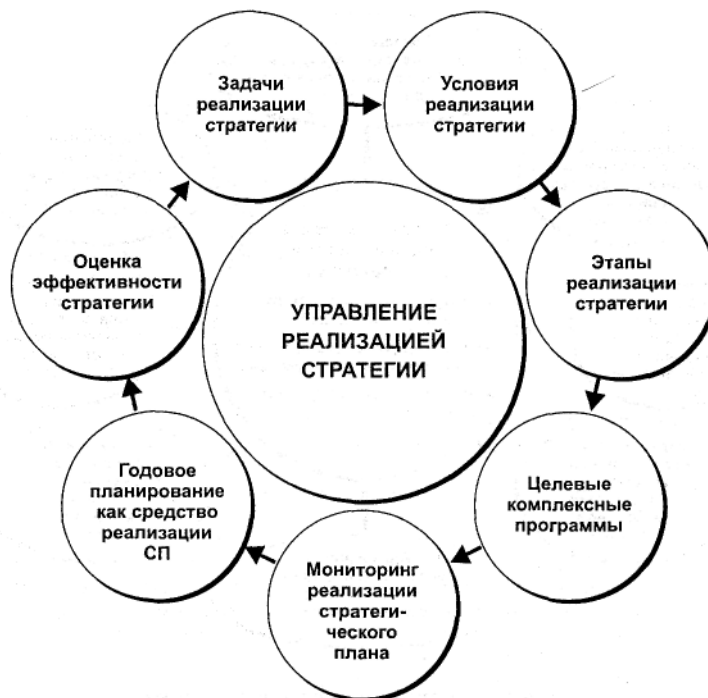 Задачи
реализации
стратегии
Условия
реализации
стратегии
Этапы
реализации
стратегии
Целевые
комплексные
программы
Мониторинг
реализации
стратеги-
ческого
плана
Годовое
планирование
как средство
реализации
СП
Оценка
эффективности
стратегии
УПРАВЛЕНИЕ
РЕАЛИЗАЦИЕЙ
СТРАТЕГИИ